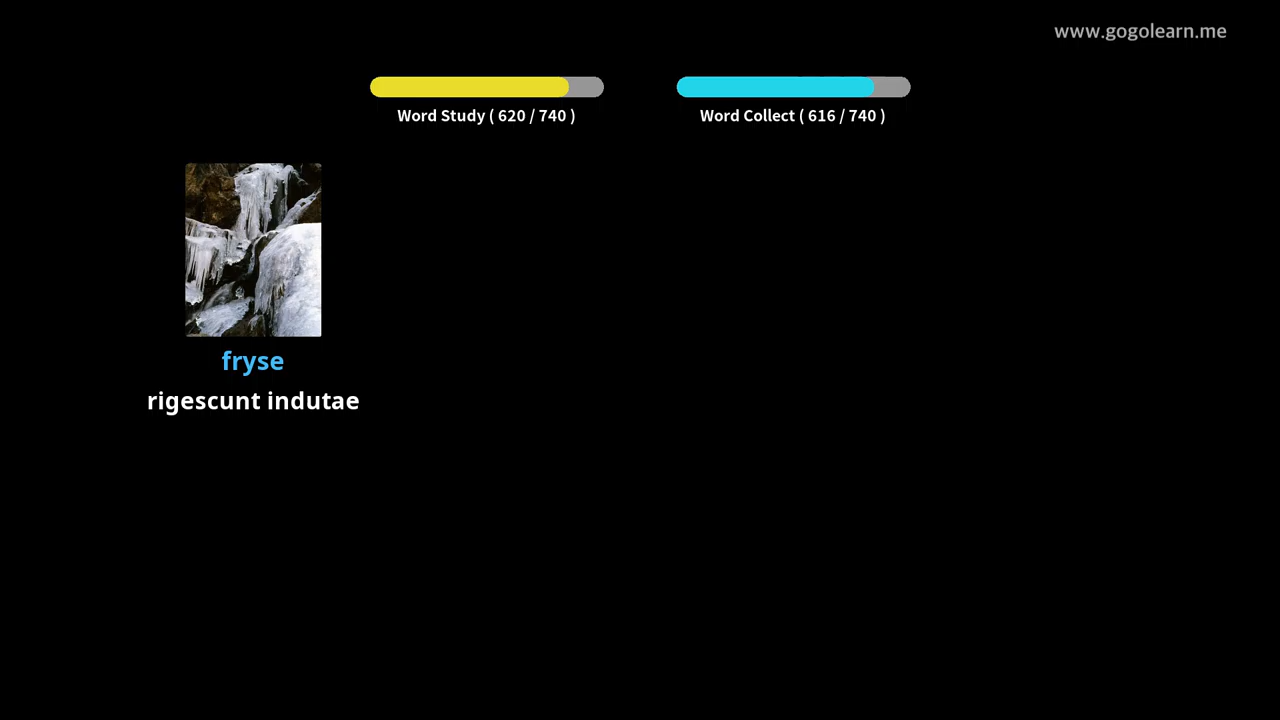 www.gogolearn.me
Word Study ( 620 / 740 )
Word Collect ( 616 / 740 )
fryse
rigescunt indutae